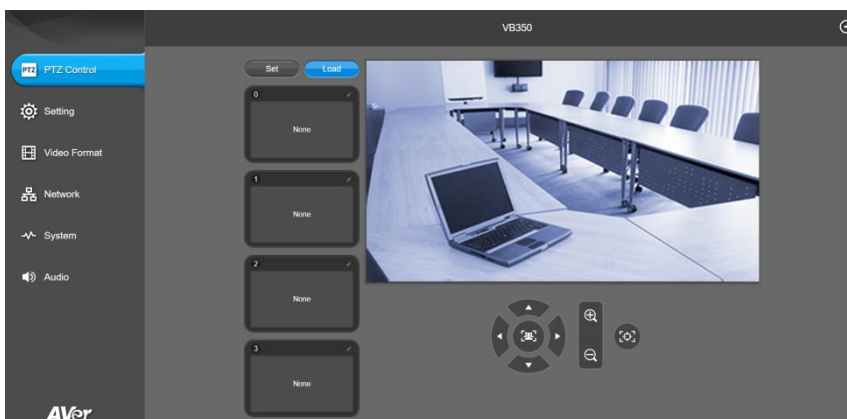 VB350
PTZ
PTZ Control
Setting
Video Format
Network
System
Audio
AVer
Set
Load
0
None
1
None
2
None
3
None